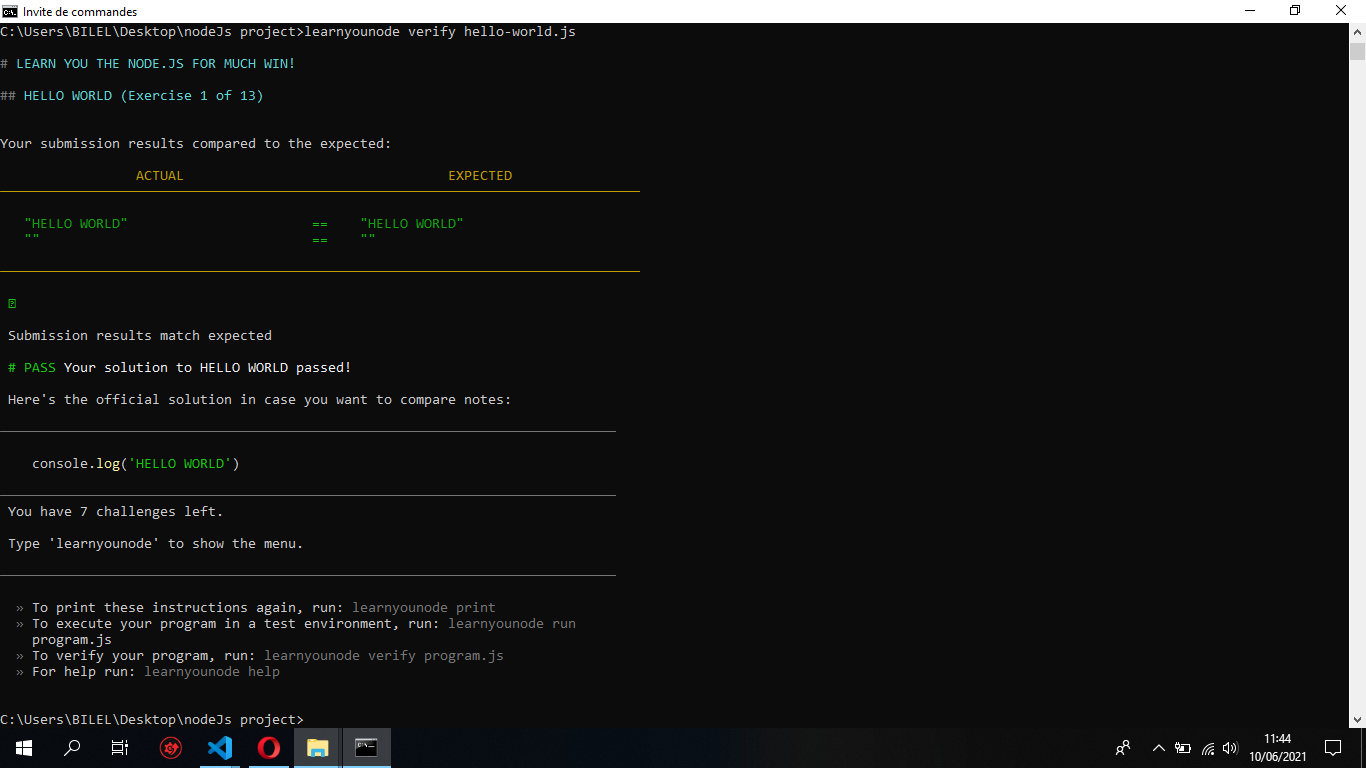 Invite de commandes
C:\Users\BILEL\Desktop\nodeJs project>learnyounode verify hello-world.js
# LEARN YOU THE NODE.JS FOR MUCH WIN!
## HELLO WORLD (Exercise 1 of 13)
Your submission results compared to the expected:
ACTUAL EXPECTED
"HELLO WORLD" == "HELLO WORLD"
"" == ""
Submission results match expected
# PASS Your solution to HELLO WORLD passed!
Here's the official solution in case you want to compare notes:
console.log('HELLO WORLD')
You have 7 challenges left.
Type 'learnyounode' to show the menu.
» To print these instructions again, run: learnyounode print
» To execute your program in a test environment, run: learnyounode run
program.js
» To verify your program, run: learnyounode verify program.js
» For help run: learnyounode help
C:\Users\BILEL\Desktop\nodeJs project>
11:44
10/06/2021